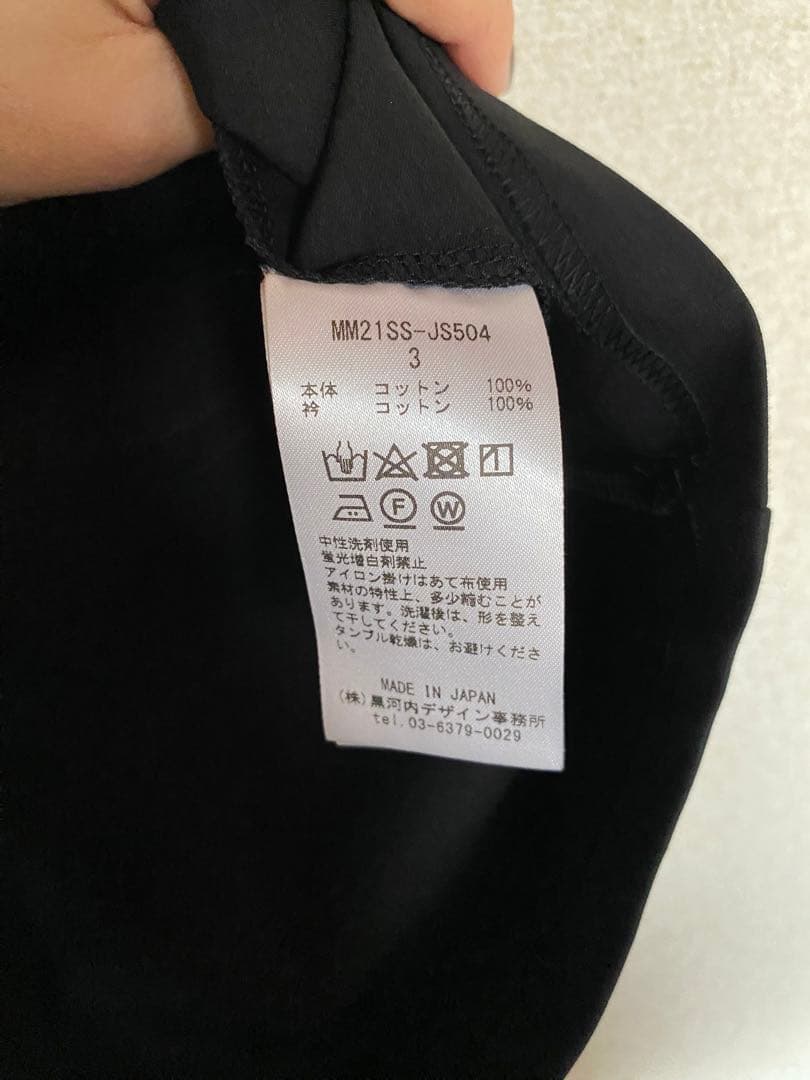 MM21SS-JS504
3
本体 コットン 100%
衿 コットン 100%
F W
中性洗剤使用
蛍光増白剤禁止
アイロン掛けはあて布使用
素材の特性上、多少縮むことが
あります。洗濯後は、形を整え
て干してください。
タンブル乾燥は、お避けくださ
い。
MADE IN JAPAN
(株)黒河内デザイン事務所
tel.03-6379-0029